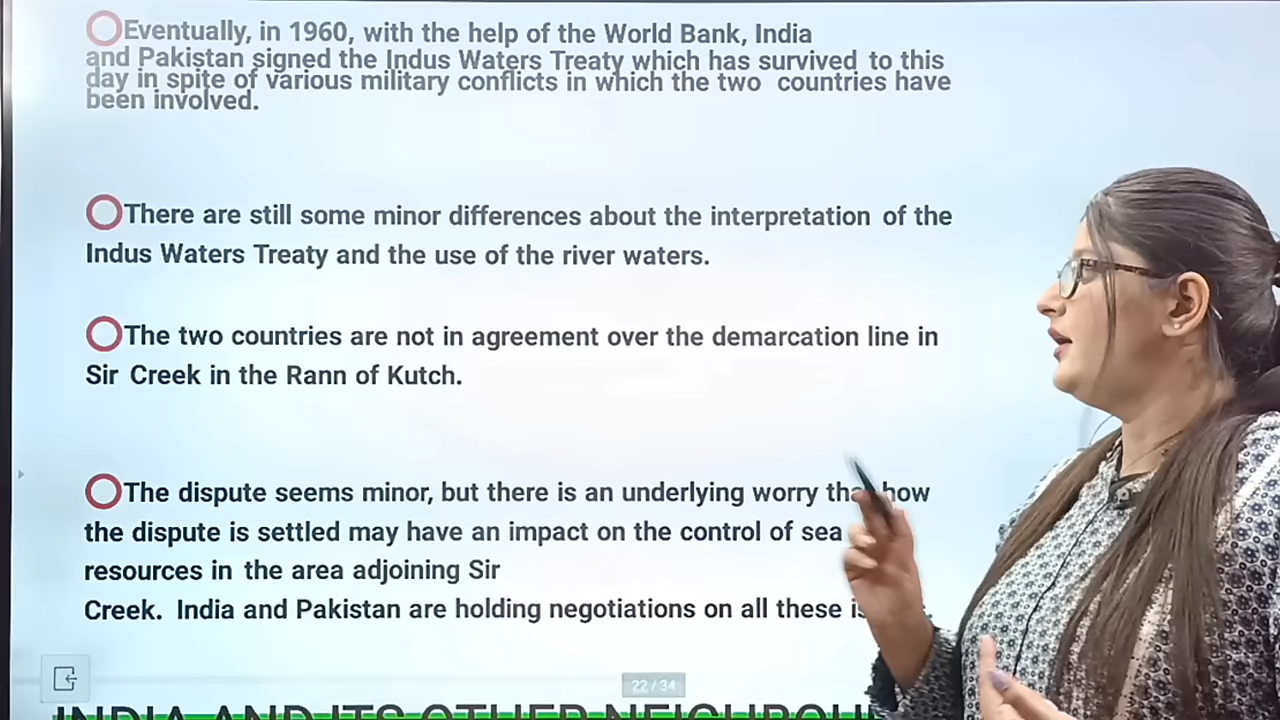 Eventually, in 1960, with the help of the World Bank, India
and Pakistan signed the Indus Waters Treaty which has survived to this
day in spite of various military conflicts in which the two countries have
been involved.
There are still some minor differences about the interpretation of the
Indus Waters Treaty and the use of the river waters.
The two countries are not in agreement over the demarcation line in
Sir Creek in the Rann of Kutch.
The dispute seems minor, but there is an underlying worry that how
the dispute is settled may have an impact on the control of sea
resources in the area adjoining Sir
Creek. India and Pakistan are holding negotiations on all these
22 / 34
INDIA AND ITS OTHER